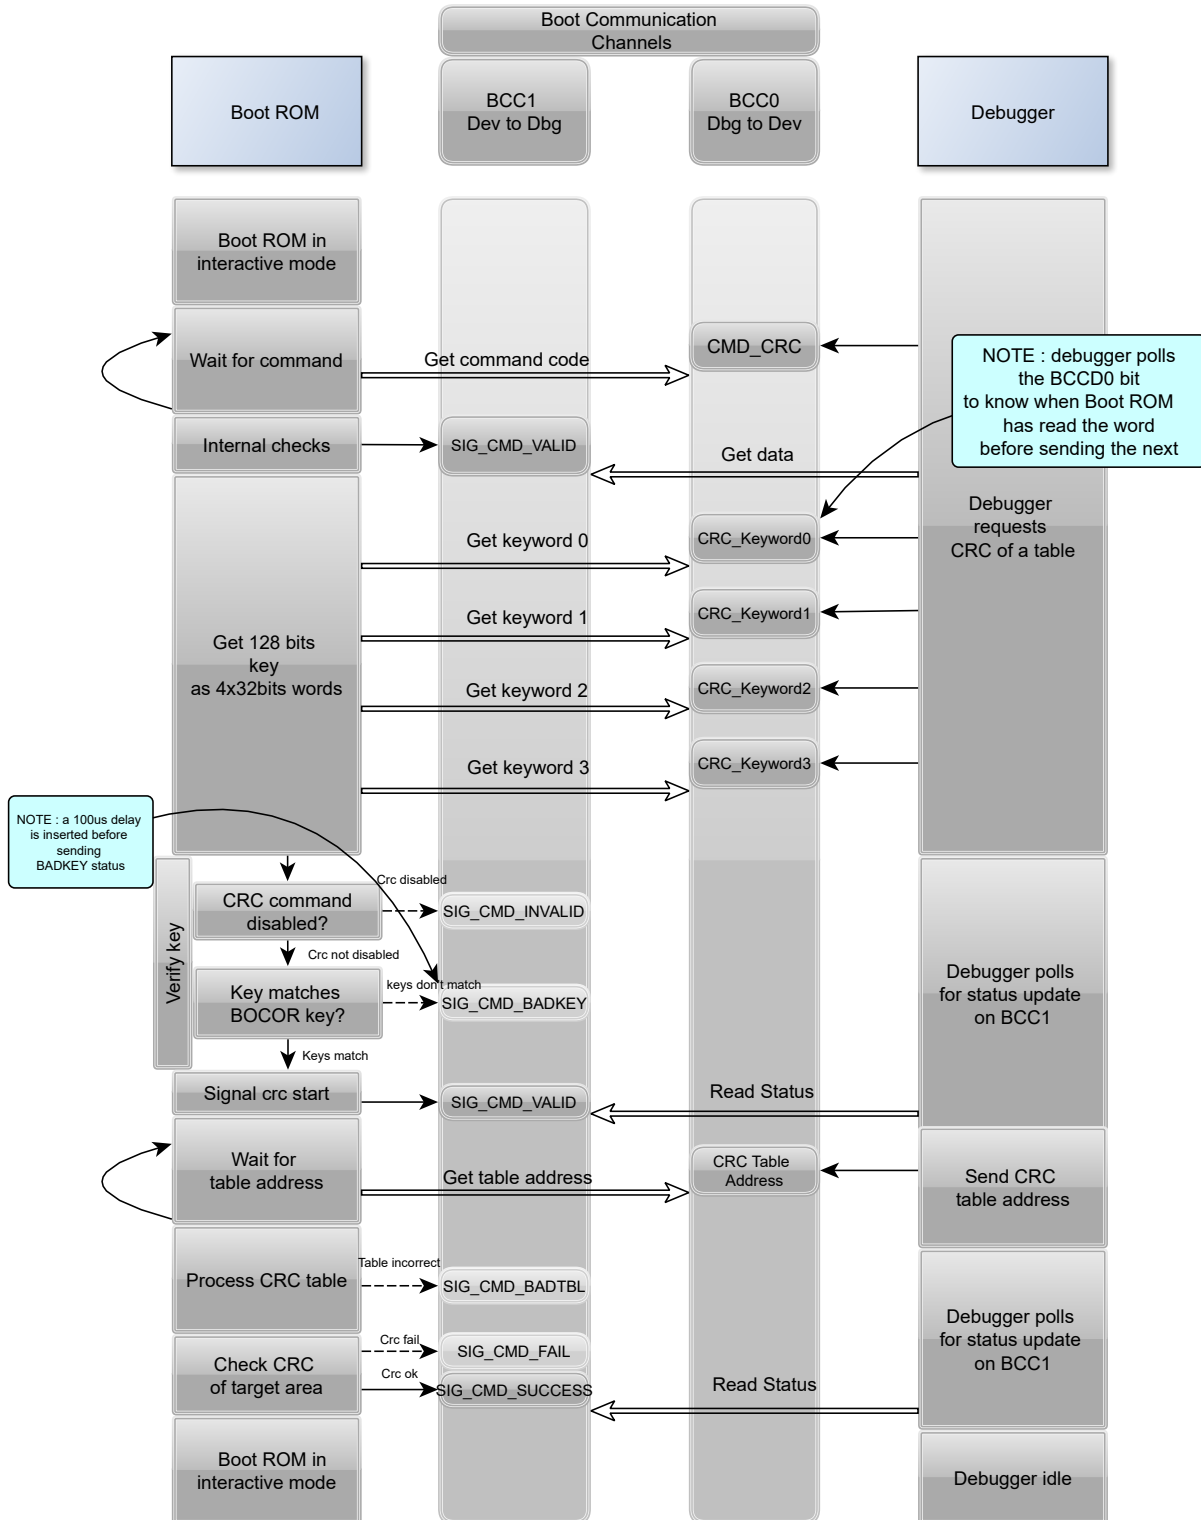 Boot Communication
Channels
Boot ROM
BCC1
Dev to Dbg
BCC0
Dbg to Dev
Debugger
Boot ROM in
interactive mode
Wait for command
Get command code
CMD_CRC
NOTE : debugger polls
the BCCD0 bit
to know when Boot ROM
has read the word
before sending the next
Internal checks
SIG_CMD_VALID
Get data
Debugger
requests
CRC of a table
Get keyword 0
CRC_Keyword0
Get keyword 1
CRC_Keyword1
Get 128 bits
key
as 4x32bits words
Get keyword 2
CRC_Keyword2
Get keyword 3
CRC_Keyword3
NOTE : a 100us delay
is inserted before
sending
BADKEY status
Verify key
CRC command
disabled?
Crc disabled
SIG_CMD_INVALID
Crc not disabled
Key matches
BOCOR key?
keys don't match
SIG_CMD_BADKEY
Debugger polls
for status update
on BCC1
Keys match
Signal crc start
SIG_CMD_VALID
Read Status
Wait for
table address
Get table address
CRC Table
Address
Send CRC
table address
Process CRC table
Table incorrect
SIG_CMD_BADTBL
Debugger polls
for status update
on BCC1
Check CRC
of target area
Crc fail
SIG_CMD_FAIL
Crc ok
SIG_CMD_SUCCESS
Read Status
Boot ROM in
interactive mode
Debugger idle